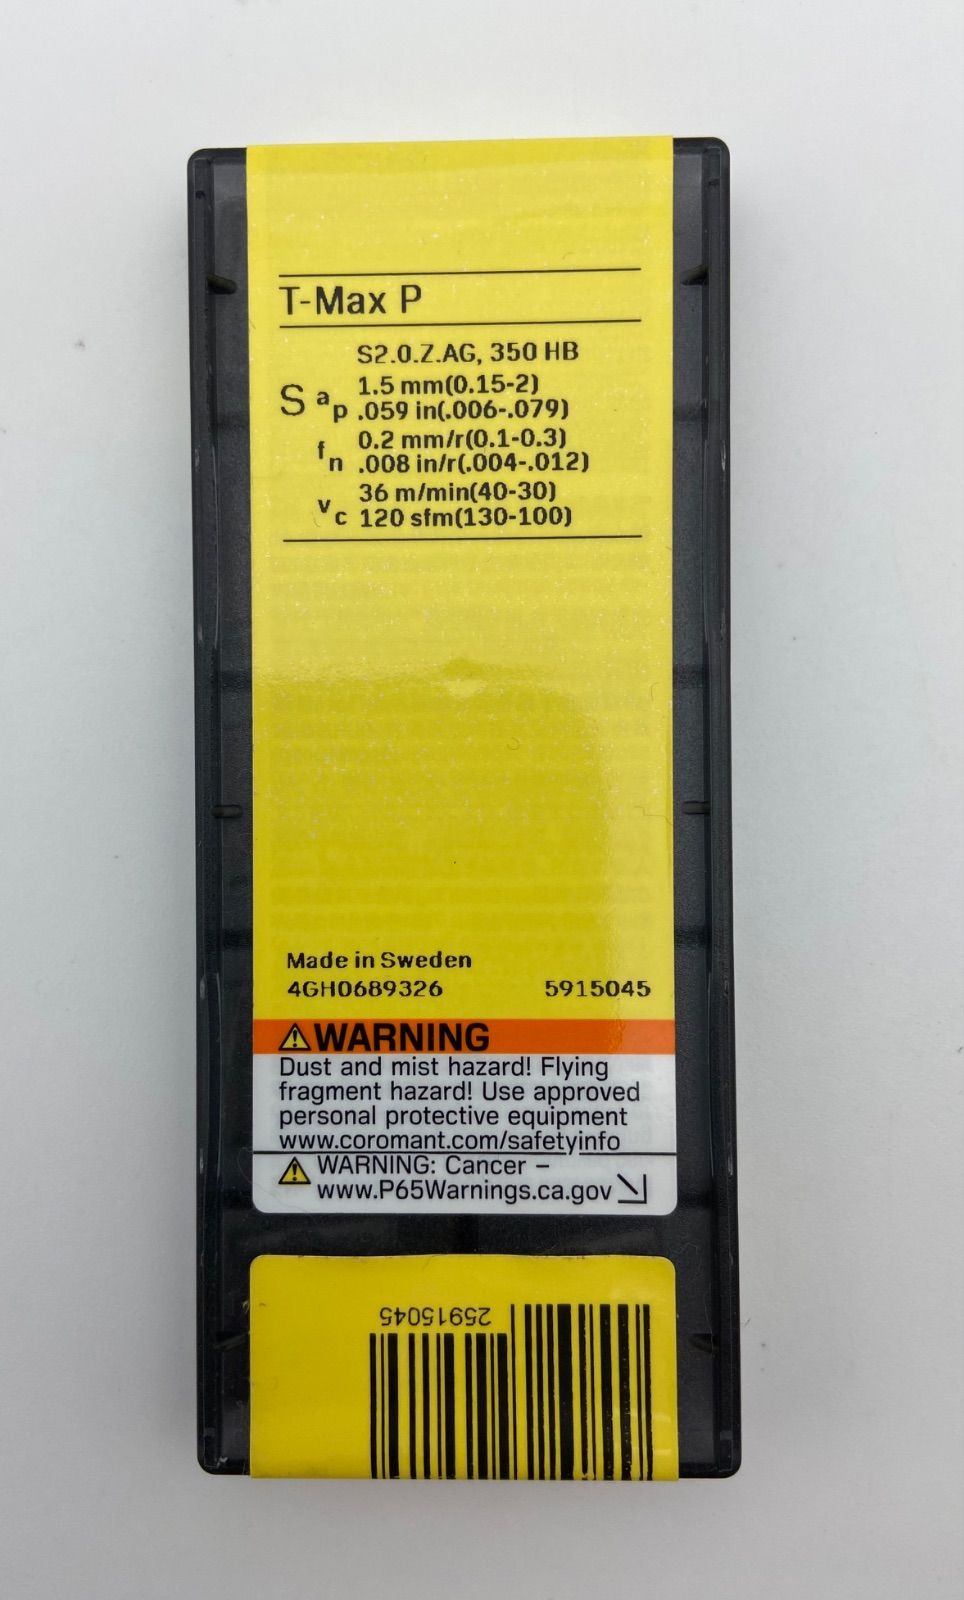 T-Max P
S2.0.Z.AG, 350 HB
S ap 1.5 mm(0.15-2)
.059 in(.006-.079)
fn 0.2 mm/r(0.1-0.3)
.008 in/r(.004-.012)
vc 36 m/min(40-30)
120 sfm(130-100)
Made in Sweden
4GH0689326 5915045
WARNING
Dust and mist hazard! Flying
fragment hazard! Use approved
personal protective equipment
www.coromant.com/safetyinfo
WARNING: Cancer –
www.P65Warnings.ca.gov
25915045